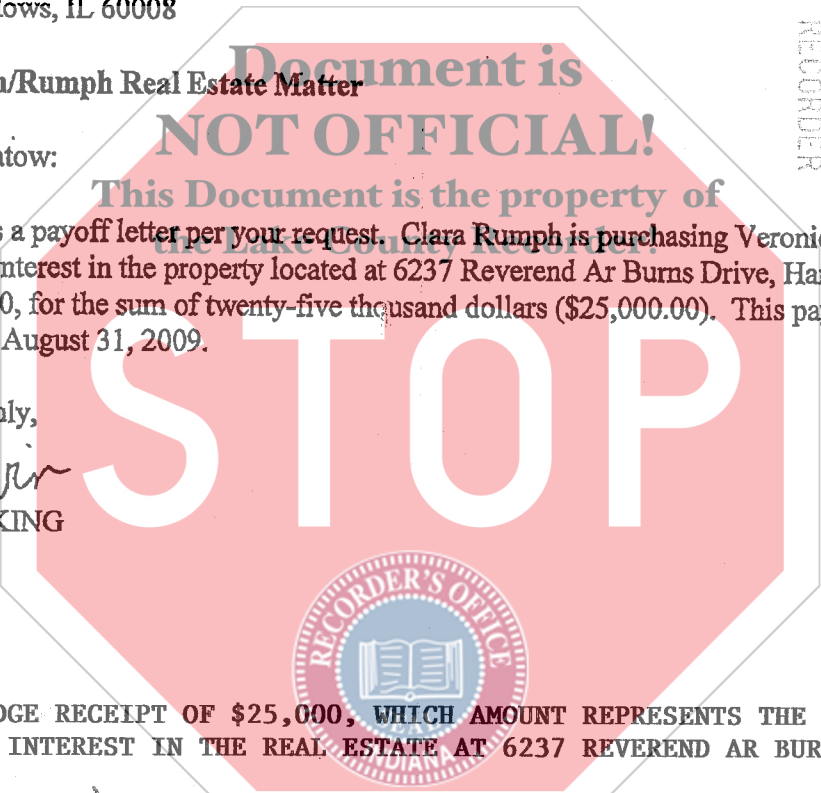 lows, IL 60008
RECORDER
Document is
n/Rumph Real Estate Matter
NOT OFFICIAL!
atow:
This Document is the property of
the Lake County Recorder!
s a payoff letter per your request. Clara Rumph is purchasing Veronic
nterest in the property located at 6237 Reverend Ar Burns Drive, Ha
0, for the sum of twenty-five thousand dollars ($25,000.00). This pa
August 31, 2009.
STOP
ly,
KING
RECORDER'S OFFICE
SEAL
INDIANA
OGE RECEIPT OF $25,000, WHICH AMOUNT REPRESENTS THE
INTEREST IN THE REAL ESTATE AT 6237 REVEREND AR BUR